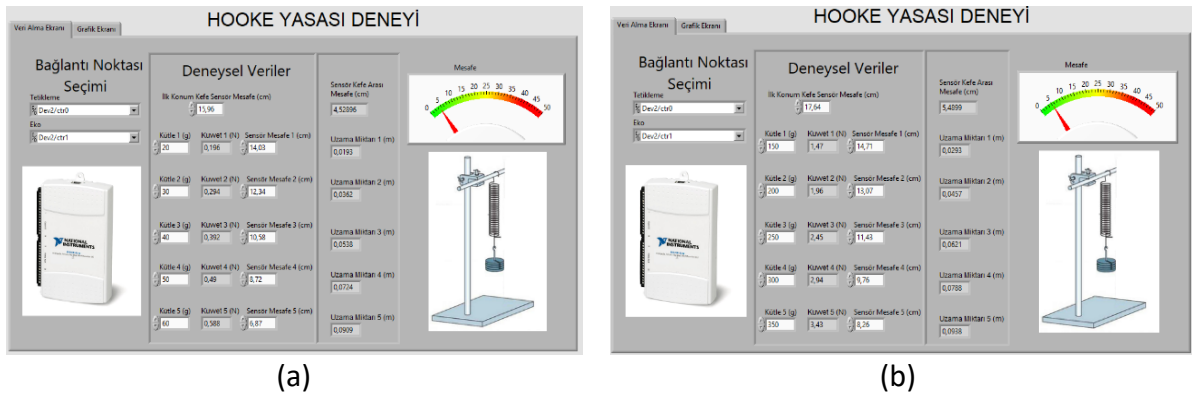 HOOKE YASASI DENEYİ
Veri Alma Ekranı Grafik Ekranı
Bağlantı Noktası
Seçimi
Tetikleme
Dev2/ctr0
Eko
Dev2/ctr1
NATIONAL
INSTRUMENTS
Deneysel Veriler
İlk Konum Kefe Sensör Mesafe (cm)
15,96
Kütle 1 (g) Kuvvet 1 (N) Sensör Mesafe 1 (cm)
20 0,196 14,03
Kütle 2 (g) Kuvvet 2 (N) Sensör Mesafe 2 (cm)
30 0,294 12,34
Kütle 3 (g) Kuvvet 3 (N) Sensör Mesafe 3 (cm)
40 0,392 10,58
Kütle 4 (g) Kuvvet 4 (N) Sensör Mesafe 4 (cm)
50 0,49 8,72
Kütle 5 (g) Kuvvet 5 (N) Sensör Mesafe 5 (cm)
60 0,588 6,87
Sensör Kefe Arası
Mesafe (cm)
4,52896
Uzama Miktarı 1 (m)
0,0193
Uzama Miktarı 2 (m)
0,0362
Uzama Miktarı 3 (m)
0,0538
Uzama Miktarı 4 (m)
0,0724
Uzama Miktarı 5 (m)
0,0909
Mesafe
0 5 10 15 20 25 30 35 40 45 50
(a)
HOOKE YASASI DENEYİ
Veri Alma Ekranı Grafik Ekranı
Bağlantı Noktası
Seçimi
Tetikleme
Dev2/ctr0
Eko
Dev2/ctr1
NATIONAL
INSTRUMENTS
Deneysel Veriler
İlk Konum Kefe Sensör Mesafe (cm)
17,64
Kütle 1 (g) Kuvvet 1 (N) Sensör Mesafe 1 (cm)
150 1,47 14,71
Kütle 2 (g) Kuvvet 2 (N) Sensör Mesafe 2 (cm)
200 1,96 13,07
Kütle 3 (g) Kuvvet 3 (N) Sensör Mesafe 3 (cm)
250 2,45 11,43
Kütle 4 (g) Kuvvet 4 (N) Sensör Mesafe 4 (cm)
300 2,94 9,76
Kütle 5 (g) Kuvvet 5 (N) Sensör Mesafe 5 (cm)
350 3,43 8,26
Sensör Kefe Arası
Mesafe (cm)
5,4899
Uzama Miktarı 1 (m)
0,0293
Uzama Miktarı 2 (m)
0,0457
Uzama Miktarı 3 (m)
0,0621
Uzama Miktarı 4 (m)
0,0788
Uzama Miktarı 5 (m)
0,0938
Mesafe
0 5 10 15 20 25 30 35 40 45 50
(b)